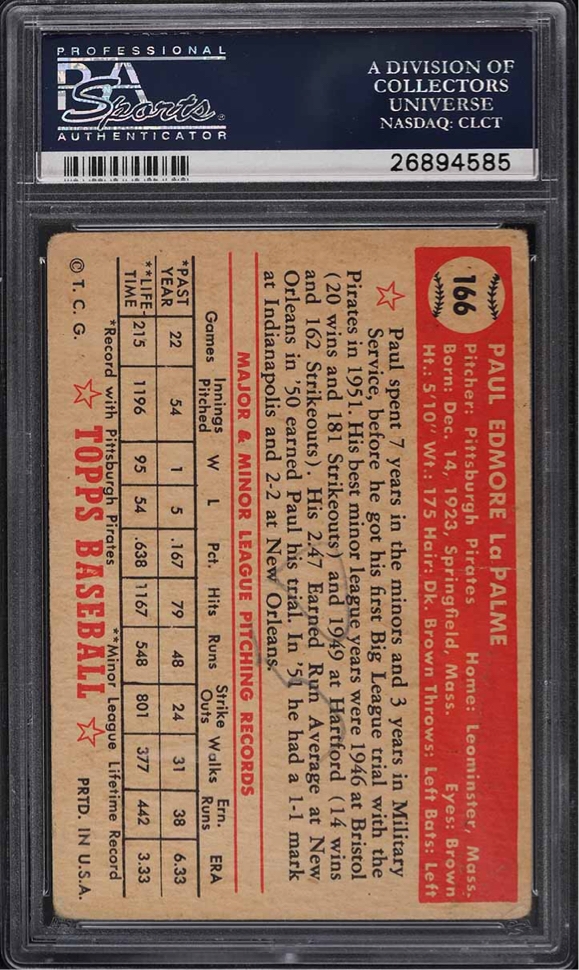 PROFESSIONAL
PSA
Sports
AUTHENTICATOR
A DIVISION OF
COLLECTORS
UNIVERSE
NASDAQ: CLCT
26894585
166
PAUL EDMORE LaPALME
Pitcher: Pittsburgh Pirates Home: Leominster, Mass.
Born: Dec. 14, 1923, Springfield, Mass. Eyes: Brown
Ht.: 5'10" Wt.: 175 Hair: Dk. Brown Throws: Left Bats: Left
Paul spent 7 years in the minors and 3 years in Military
Service, before he got his first Big League trial with the
Pirates in 1951. His best minor league years were 1946 at Bristol
(20 wins and 181 Strikeouts) and 1949 at Hartford (14 wins
and 162 Strikeouts). His 2.47 Earned Run Average at New
Orleans in '50 earned Paul his trial. In '51 he had a 1-1 mark
at Indianapolis and 2-2 at New Orleans.
MAJOR & MINOR LEAGUE PITCHING RECORDS
Games Innings Pitched W L Pct. Hits Runs Strike Outs Walks Ern. Runs ERA
*PAST YEAR 22 54 1 5 .167 79 48 24 31 38 6.33
**LIFE-TIME 215 1196 95 54 .638 1167 548 801 377 442 3.33
*Record with Pittsburgh Pirates **Minor League Lifetime Record
© T. C. G. TOPPS BASEBALL PRTD. IN U.S.A.